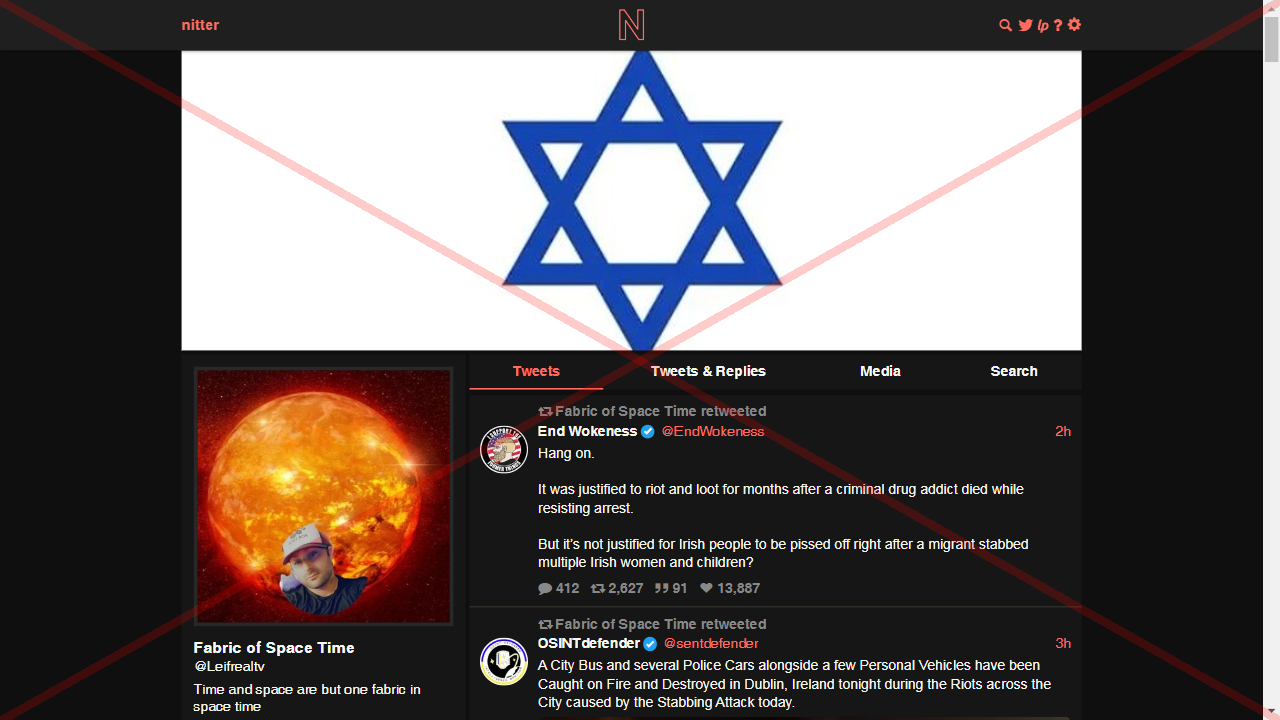 nitter
N
lp ?
Tweets
Tweets & Replies
Media
Search
Fabric of Space Time retweeted
End Wokeness @EndWokeness 2h
Hang on.
It was justified to riot and loot for months after a criminal drug addict died while
resisting arrest.
But it’s not justified for Irish people to be pissed off right after a migrant stabbed
multiple Irish women and children?
412 2,627 91 13,887
Fabric of Space Time retweeted
OSINTdefender @sentdefender 3h
A City Bus and several Police Cars alongside a few Personal Vehicles have been
Caught on Fire and Destroyed in Dublin, Ireland tonight during the Riots across the
City caused by the Stabbing Attack today.
Fabric of Space Time
@Leifrealtv
Time and space are but one fabric in
space time